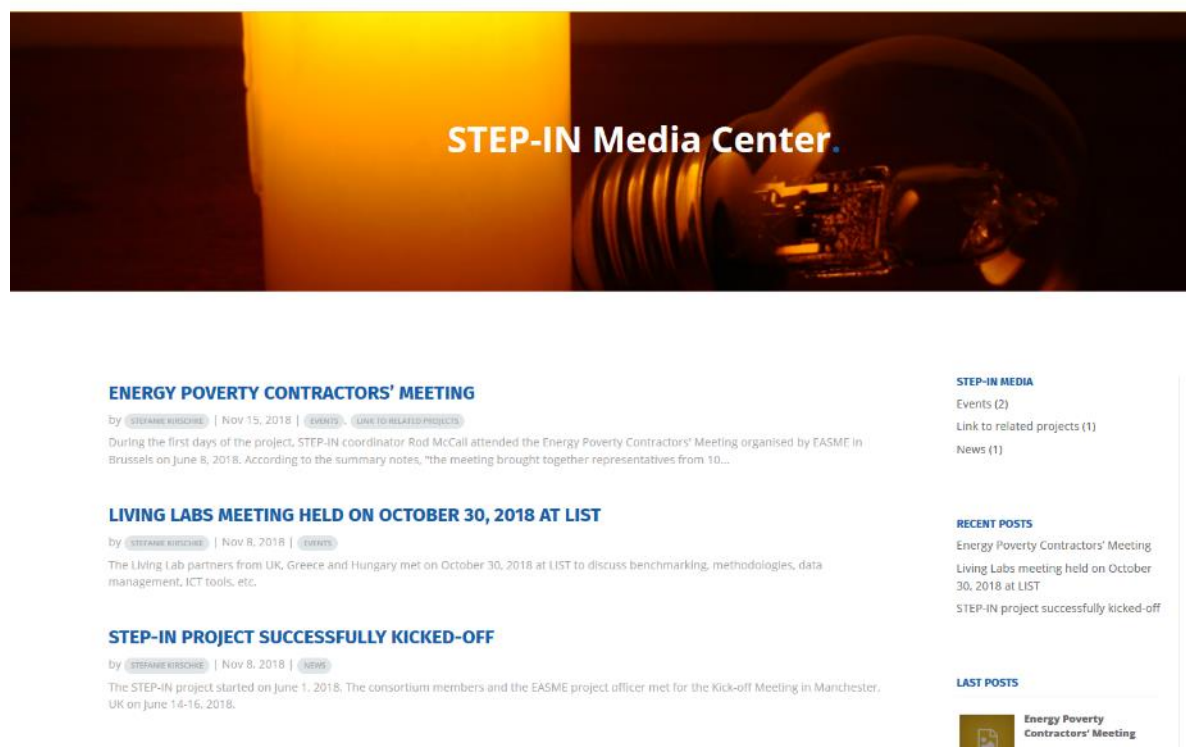 STEP-IN Media Center.
ENERGY POVERTY CONTRACTORS' MEETING
by STEFANIE KIRSCHKE | Nov 15, 2018 | EVENTS, LINK TO RELATED PROJECTS
During the first days of the project, STEP-IN coordinator Rod McCall attended the Energy Poverty Contractors' Meeting organised by EASME in
Brussels on June 8, 2018. According to the summary notes, "the meeting brought together representatives from 10...
LIVING LABS MEETING HELD ON OCTOBER 30, 2018 AT LIST
by STEFANIE KIRSCHKE | Nov 8, 2018 | EVENTS
The Living Lab partners from UK, Greece and Hungary met on October 30, 2018 at LIST to discuss benchmarking, methodologies, data
management, ICT tools, etc.
STEP-IN PROJECT SUCCESSFULLY KICKED-OFF
by STEFANIE KIRSCHKE | Nov 8, 2018 | NEWS
The STEP-IN project started on June 1, 2018. The consortium members and the EASME project officer met for the Kick-off Meeting in Manchester,
UK on June 14-16, 2018.
STEP-IN MEDIA
Events (2)
Link to related projects (1)
News (1)
RECENT POSTS
Energy Poverty Contractors' Meeting
Living Labs meeting held on October
30, 2018 at LIST
STEP-IN project successfully kicked-off
LAST POSTS
Energy Poverty
Contractors' Meeting